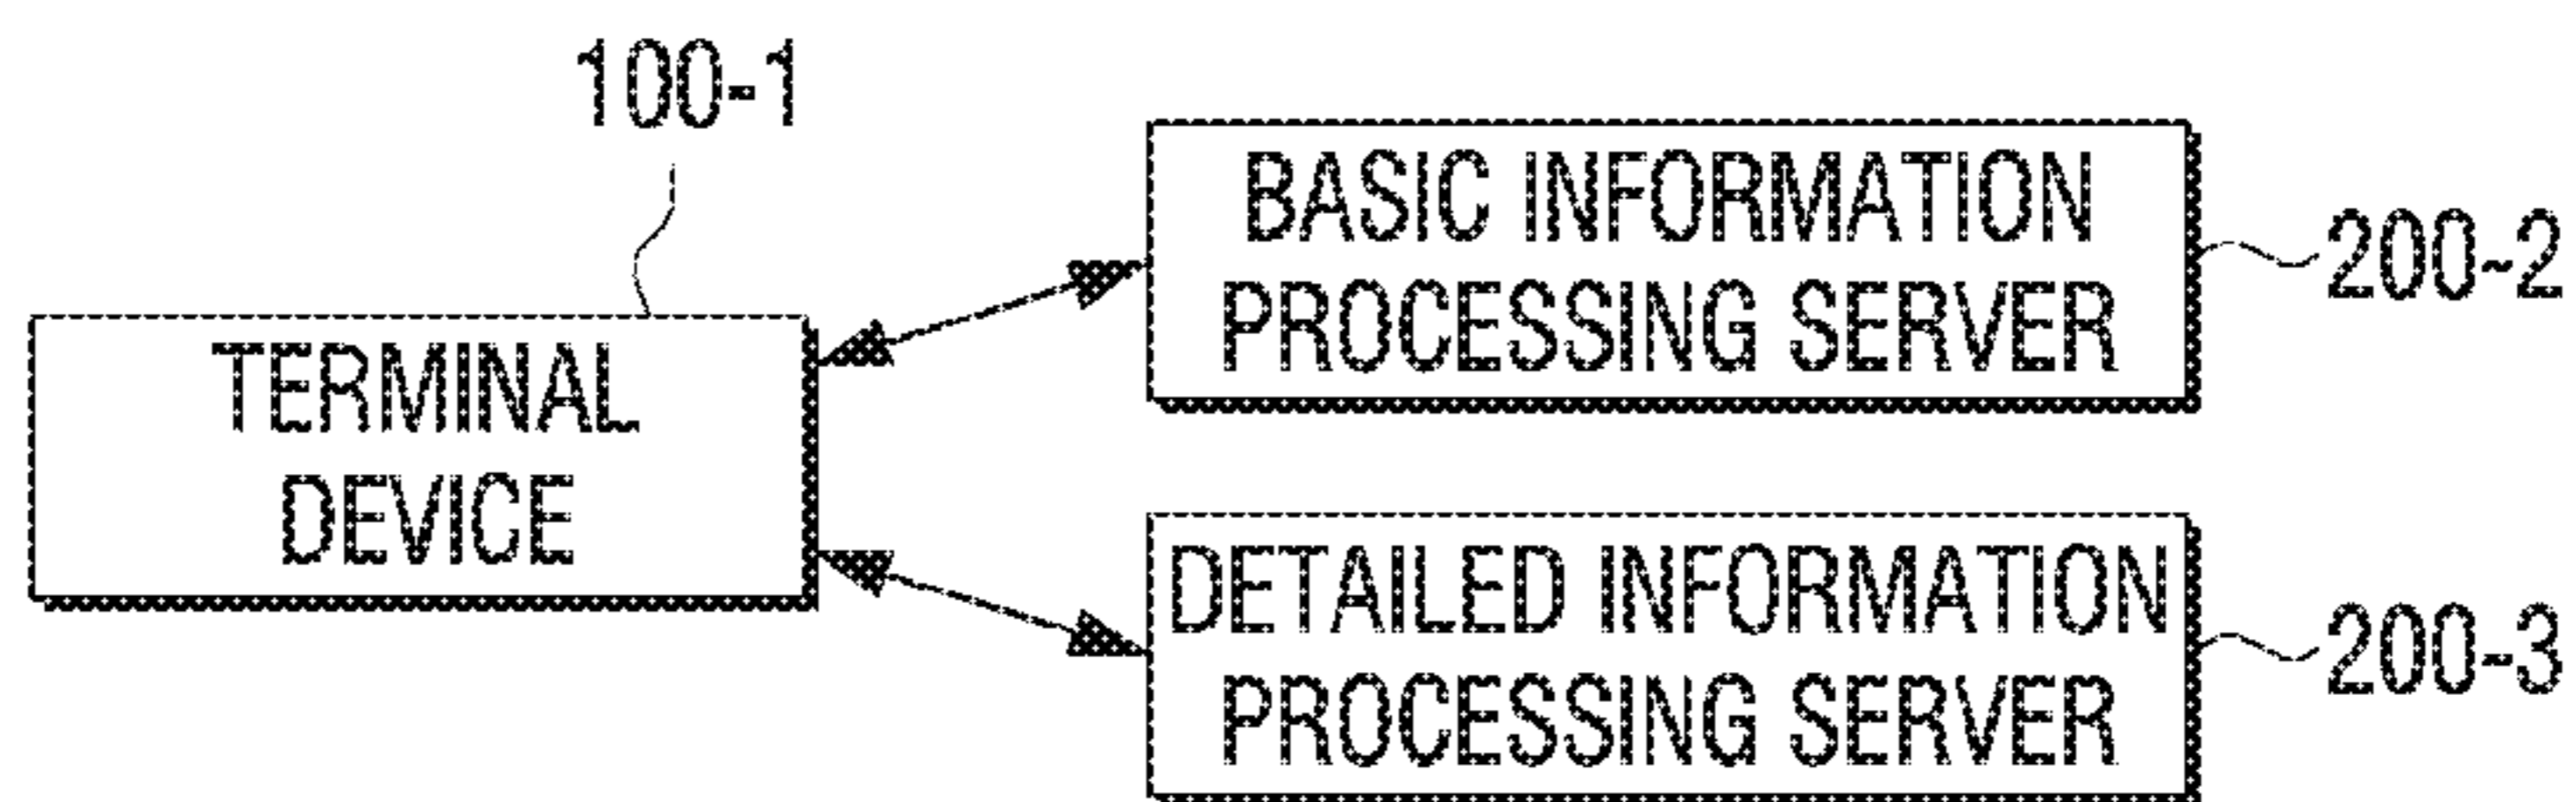 100-1
BASIC INFORMATION
PROCESSING SERVER
200-2
TERMINAL
DEVICE
DETAILED INFORMATION
PROCESSING SERVER
200-3